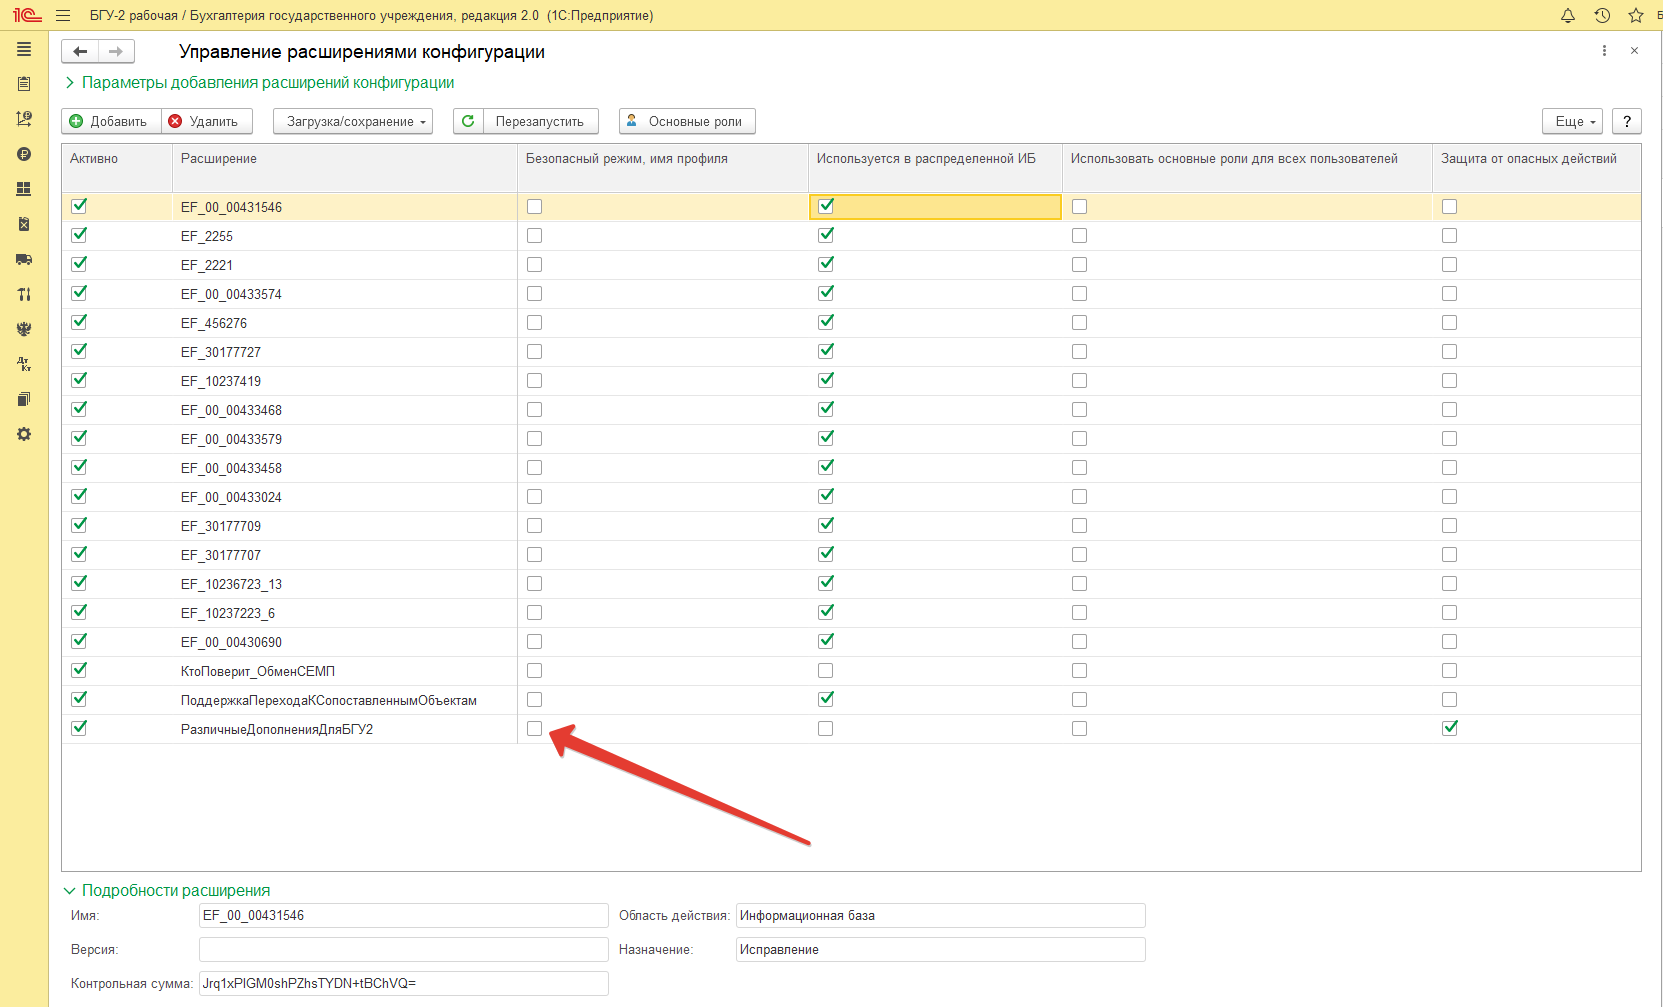 1С БГУ-2 рабочая / Бухгалтерия государственного учреждения, редакция 2.0 (1С:Предприятие)
Управление расширениями конфигурации
Параметры добавления расширений конфигурации
Добавить Удалить Загрузка/сохранение Перезапустить Основные роли Еще ?
Активно Расширение Безопасный режим, имя профиля Используется в распределенной ИБ Использовать основные роли для всех пользователей Защита от опасных действий
EF_00_00431546
EF_2255
EF_2221
EF_00_00433574
EF_456276
EF_30177727
EF_10237419
EF_00_00433468
EF_00_00433579
EF_00_00433458
EF_00_00433024
EF_30177709
EF_30177707
EF_10236723_13
EF_10237223_6
EF_00_00430690
КтоПоверит_ОбменСЕМП
ПоддержкаПереходаКСопоставленнымОбъектам
РазличныеДополненияДляБГУ2
Подробности расширения
Имя: EF_00_00431546 Область действия: Информационная база
Версия: Назначение: Исправление
Контрольная сумма: Jrq1xPlGM0shPZhsTYDN+tBChVQ=
Дт
Кт